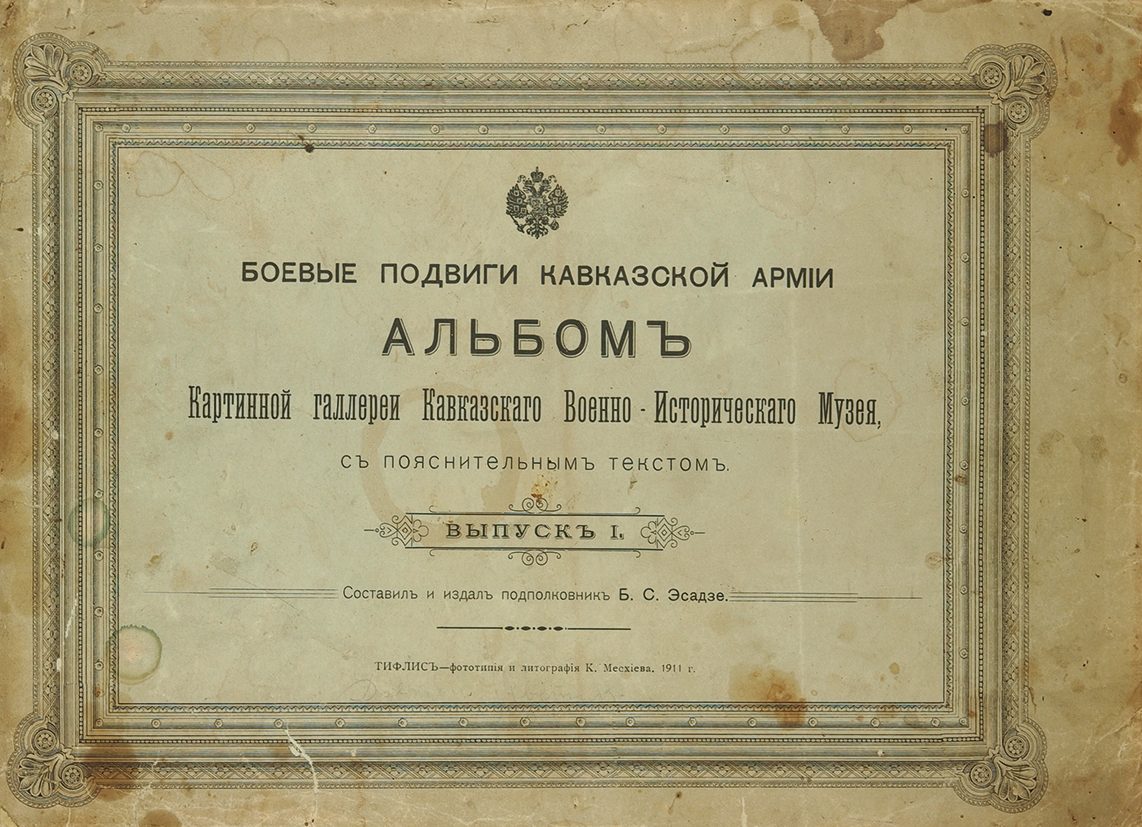 БОЕВЫЕ ПОДВИГИ КАВКАЗСКОЙ АРМІИ
АЛЬБОМЪ
Картинной галлереи Кавказскаго Военно-Историческаго Музея,
СЪ ПОЯСНИТЕЛЬНЫМЪ ТЕКСТОМЪ.
ВЫПУСКЪ I.
Составилъ и издалъ подполковникъ Б. С. Эсадзе.
ТИФЛИСЪ—фототипія и литографія К. Месхіева. 1911 г.